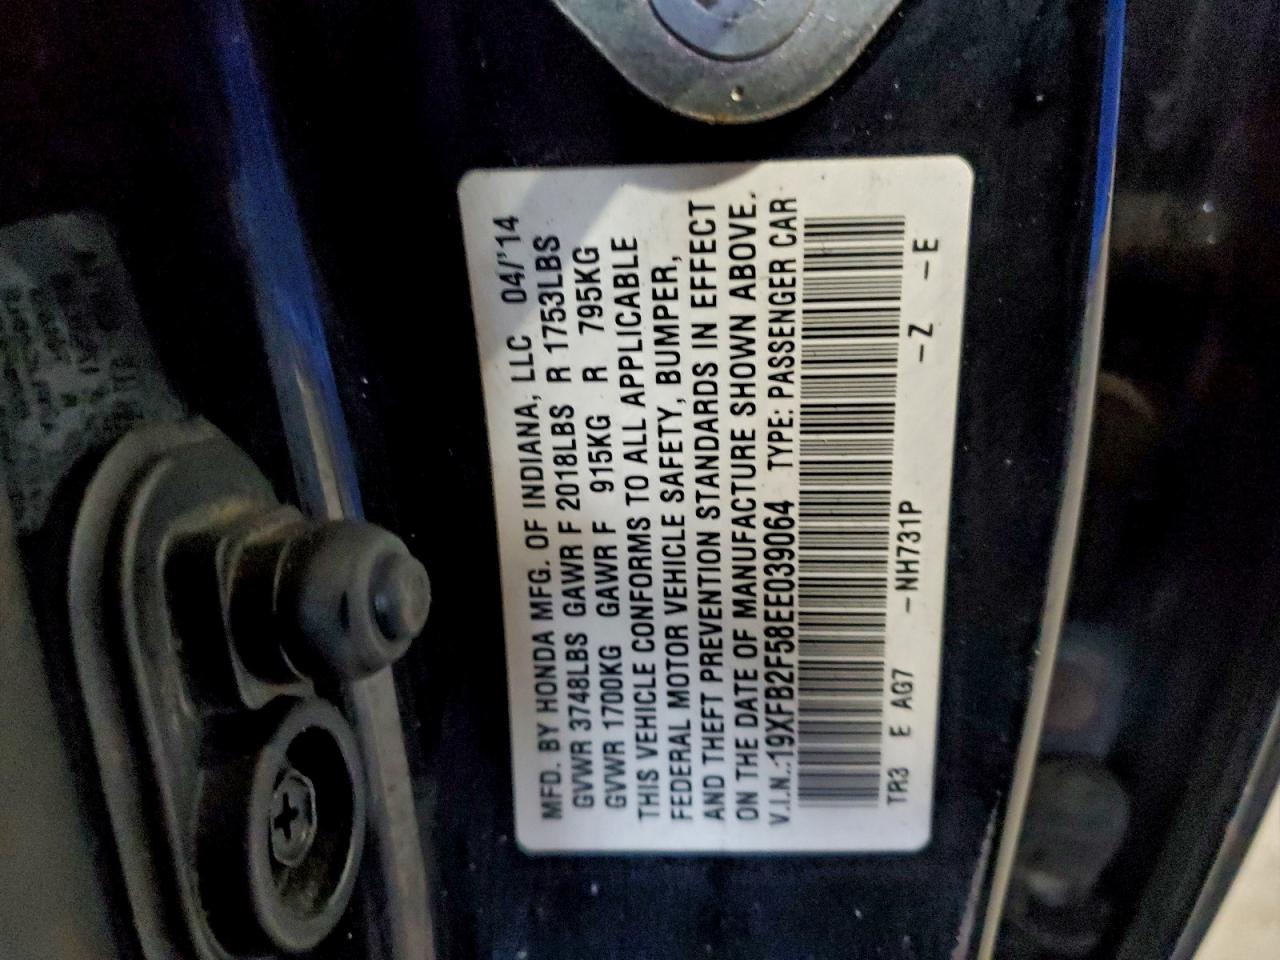 MFD. BY HONDA MFG. OF INDIANA, LLC 04/'14
GVWR 3748LBS GAWR F 2018LBS R 1753LBS
GVWR 1700KG GAWR F 915KG R 795KG
THIS VEHICLE CONFORMS TO ALL APPLICABLE
FEDERAL MOTOR VEHICLE SAFETY, BUMPER,
AND THEFT PREVENTION STANDARDS IN EFFECT
ON THE DATE OF MANUFACTURE SHOWN ABOVE.
V.I.N.:19XFB2F58EE039064 TYPE: PASSENGER CAR
TR3 E AG7 -NH731P -Z -E